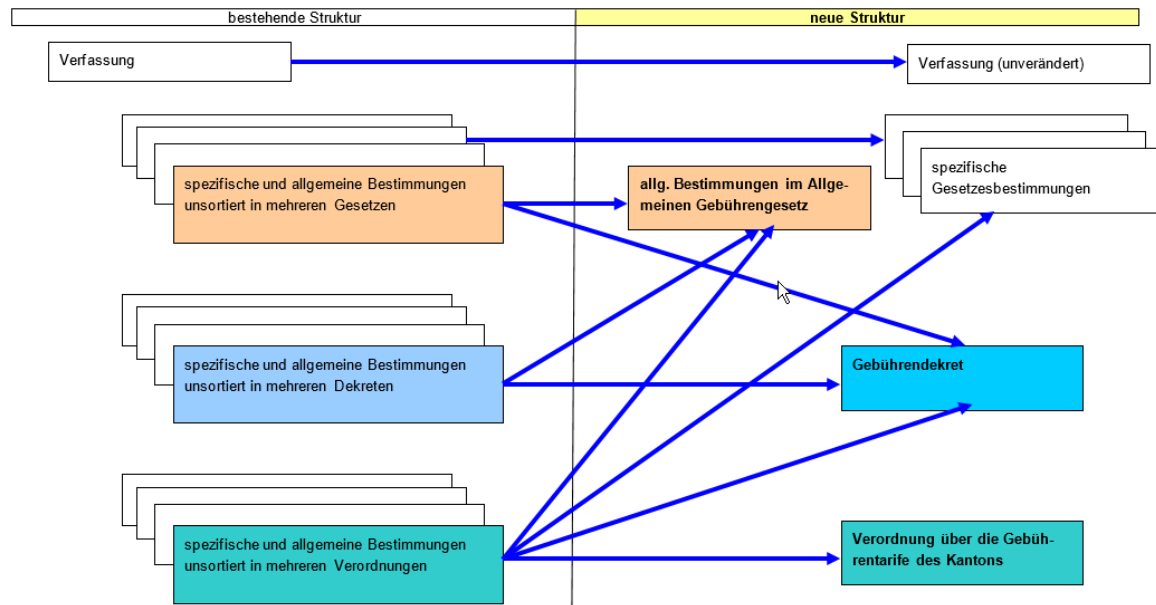 bestehende Struktur
neue Struktur
Verfassung
Verfassung (unverändert)
spezifische und allgemeine Bestimmungen
unsortiert in mehreren Gesetzen
allg. Bestimmungen im Allge-
meinen Gebührengesetz
spezifische
Gesetzesbestimmungen
spezifische und allgemeine Bestimmungen
unsortiert in mehreren Dekreten
Gebührendekret
spezifische und allgemeine Bestimmungen
unsortiert in mehreren Verordnungen
Verordnung über die Gebüh-
rentarife des Kantons